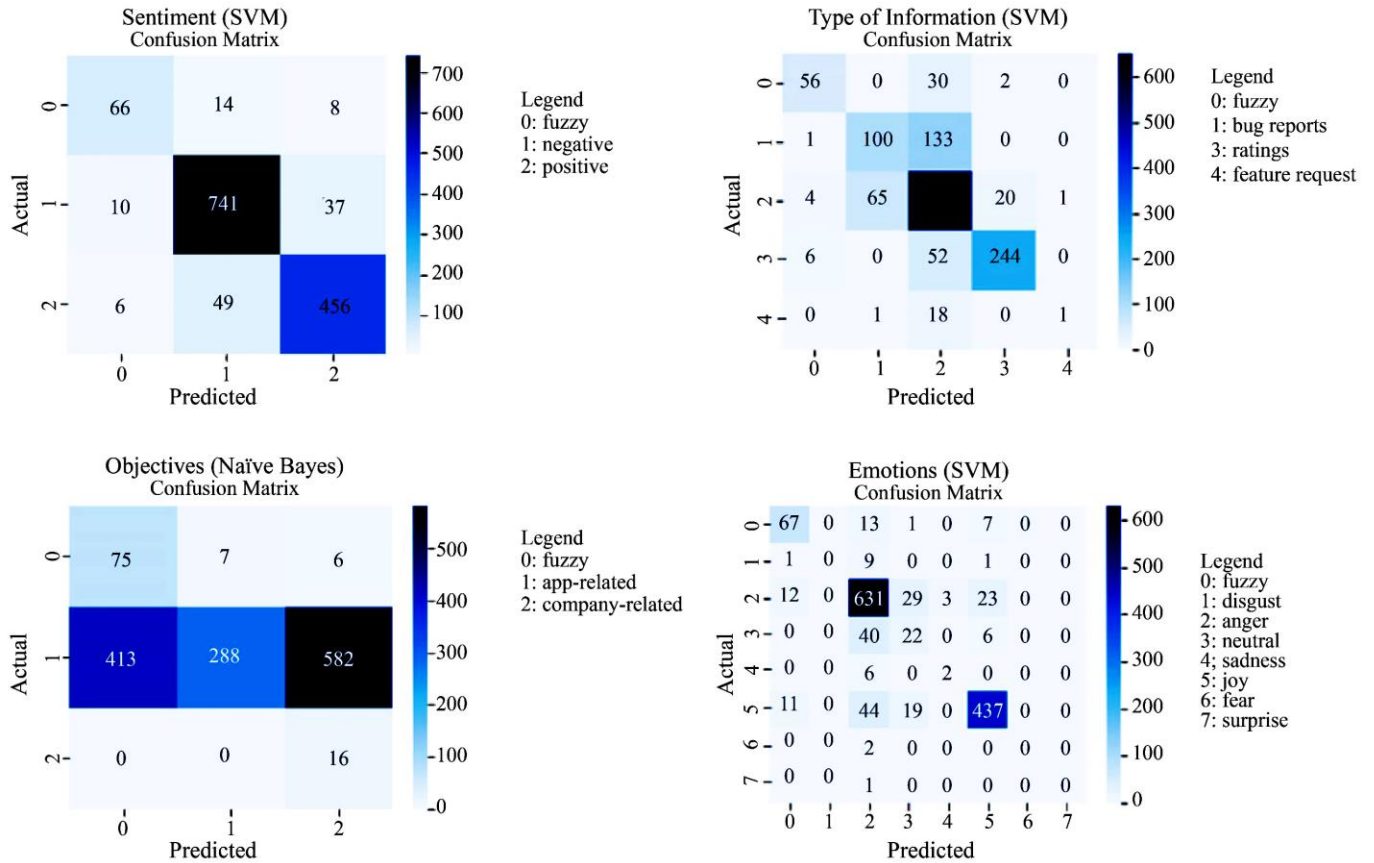 Sentiment (SVM)
Confusion Matrix
Actual
0 66 14 8
1 10 741 37
2 6 49 456
0 1 2
Predicted
700
600
500
400
300
200
100
Legend
0: fuzzy
1: negative
2: positive
Type of Information (SVM)
Confusion Matrix
Actual
0 56 0 30 2 0
1 1 100 133 0 0
2 4 65 20 1
3 6 0 52 244 0
4 0 1 18 0 1
0 1 2 3 4
Predicted
600
500
400
300
200
100
0
Legend
0: fuzzy
1: bug reports
3: ratings
4: feature request
Objectives (Naïve Bayes)
Confusion Matrix
Actual
0 75 7 6
1 413 288 582
2 0 0 16
0 1 2
Predicted
500
400
300
200
100
0
Legend
0: fuzzy
1: app-related
2: company-related
Emotions (SVM)
Confusion Matrix
Actual
0 67 0 13 1 0 7 0 0
1 1 0 9 0 0 1 0 0
2 12 0 631 29 3 23 0 0
3 0 0 40 22 0 6 0 0
4 0 0 6 0 2 0 0 0
5 11 0 44 19 0 437 0 0
6 0 0 2 0 0 0 0 0
7 0 0 1 0 0 0 0 0
0 1 2 3 4 5 6 7
Predicted
600
500
400
300
200
100
0
Legend
0: fuzzy
1: disgust
2: anger
3: neutral
4; sadness
5: joy
6: fear
7: surprise